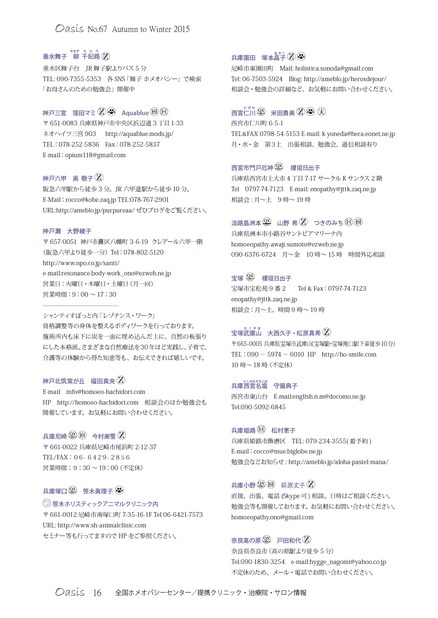 Oasis No.67 Autumn to Winter 2015
垂水舞子 柳 千妃路
垂水区舞子台 JR 舞子駅よりバス 5 分
TEL: 090-7355-5353 各 SNS「舞子 ホメオパシー」で検索
「お母さんのための勉強会」開催中
神戸三宮 窪田マミ Aquablue
〒651-0083 兵庫県神戸市中央区浜辺通 3 丁目 1-33
ネオハイツ三宮 903 http://aquablue.mods.jp/
TEL : 078-252-5836 Fax : 078-252-5837
E-mail : opium118@gmail.com
神戸六甲 奥 敬子
阪急六甲駅から徒歩 3 分。JR 六甲道駅から徒歩 10 分。
E-Mail : rocco@kobe.zaq.jp TEL:078-767-2901
URL:http://ameblo.jp/purpureaa/ ぜひブログをご覧ください。
神戸灘 大野綾子
〒657-0051 神戸市灘区八幡町 3-6-19 クレアール六甲一階
(阪急六甲より徒歩一分) Tel : 078-802-5120
http://www.npo.co.jp/santi/
e-mail:resonance.body-work_ono@ezweb.ne.jp
営業日:火曜日・木曜日・土曜日 (月一回)
営業時間:9:00 ～ 17:30
シャンティすぽっと内「レゾナンス・ワーク」
骨格調整等の身体を整えるボディワークを行っております。
施術所内も床下に炭を一面に埋め込んだ上に、自然の板張り
にした本格派。さまざまな自然療法を 30 年ほど実践し、子育て、
介護等の体験から得た知恵等も、お伝えできれば嬉しいです。
神戸北筑紫が丘 福田真央
E-mail info@homoeo-hachidori.com
HP http://homoeo-hachidori.com 相談会のほか勉強会も
開催しています。お気軽にお問い合わせください。
兵庫尼崎 今村美雪
〒661-0022 兵庫県尼崎市尾浜町 2-12-37
TEL/FAX:06-6429-2856
営業時間:9:30 ～ 19:00 (不定休)
兵庫塚口 笹木眞理子
笹木ホリスティックアニマルクリニック内
〒661-0012 尼崎市南塚口町 7-35-16-1F Tel 06-6421-7573
URL: http://www.sh-animalclinic.com
セミナー等も行ってますので HP をご参照ください。
兵庫園田 塚本晶子
尼崎市東園田町 Mail: holistica.sonoda@gmail.com
Tel: 06-7503-5924 Blog: http://ameblo.jp/herosdejour/
相談会・勉強会の詳細など、お気軽にお問い合わせください。
西宮仁川 米田直美
西宮市仁川町 6-5-1
TEL&FAX 0798-54-5153 E-mail: k-yoneda@hera.eonet.ne.jp
月・水・金 第3土 出張相談、勉強会、通信相談有り
西宮市門戸厄神 榎垣日出子
兵庫県西宮市上大市 4 丁目 7-17 サークル K サンクス 2 階
Tel 0797-74-7123 E-mail: enopathy@jttk.zaq.ne.jp
相談会:月～土 9時～19時
淡路島洲本 山野 希 つきのみち
兵庫県洲本市小路谷サントピアマリーナ内
homoeopathy-awaji.sumoto@ezweb.ne.jp
090-6376-6724 月～金 10時～15時 時間外応相談
宝塚 榎垣日出子
宝塚市宝松苑 9 番 2 Tel & Fax : 0797-74-7123
enopathy@jttk.zaq.ne.jp
相談会:月～土、時間 9 時～19 時
宝塚武庫山 大西久子・松原真希
〒665-0005 兵庫県宝塚市武庫山(宝塚駅・宝塚南口駅下車徒歩10分)
TEL:090－5974－6010 HP http://ho-smile.com
10時～18時 (不定休)
兵庫西宮名塩 守屋典子
西宮市東山台 E-mail:english.n.m@docomo.ne.jp
Tel:090-5092-6845
兵庫姫路 松村恵子
兵庫県姫路市飾磨区 TEL: 079-234-3555( 要予約 )
E-mail : cocco@mue.biglobe.ne.jp
勉強会などお知らせ : http://ameblo.jp/aloha-pastel-mana/
兵庫小野 萩原丈子
直接、出張、電話 (Skype 可) 相談。日時はご相談ください。
勉強会等も開催しております。お気軽にお問い合わせください。
homoeopathy.ono@gmail.com
奈良高の原 戸田和代
奈良県奈良市 (高の原駅より徒歩 5 分)
Tel:090-1830-3254 e-mail:hygge_nagomi@yahoo.co.jp
不定休のため、メール・電話でお問い合わせください。
Oasis 16 全国ホメオパシーセンター／提携クリニック・治療院・サロン情報